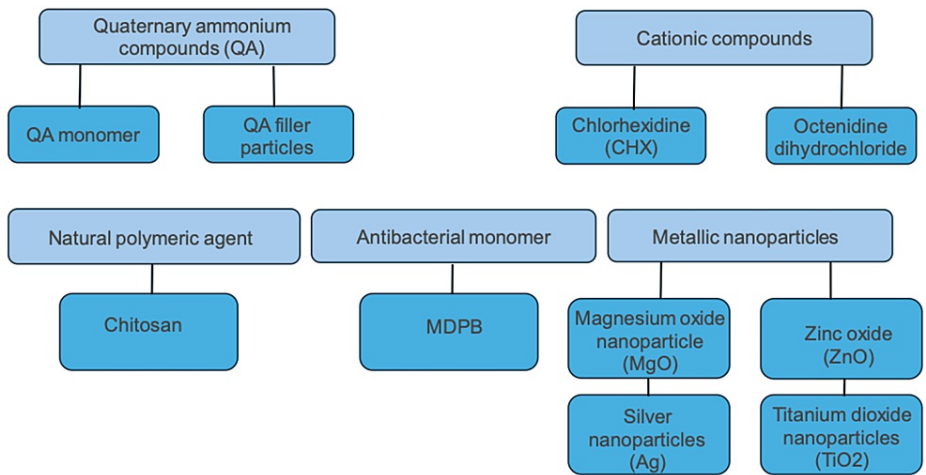 Quaternary ammonium
compounds (QA)
Cationic compounds
QA monomer
QA filler
particles
Chlorhexidine
(CHX)
Octenidine
dihydrochloride
Natural polymeric agent
Antibacterial monomer
Metallic nanoparticles
Chitosan
MDPB
Magnesium oxide
nanoparticle
(MgO)
Zinc oxide
(ZnO)
Silver
nanoparticles
(Ag)
Titanium dioxide
nanoparticles
(TiO2)